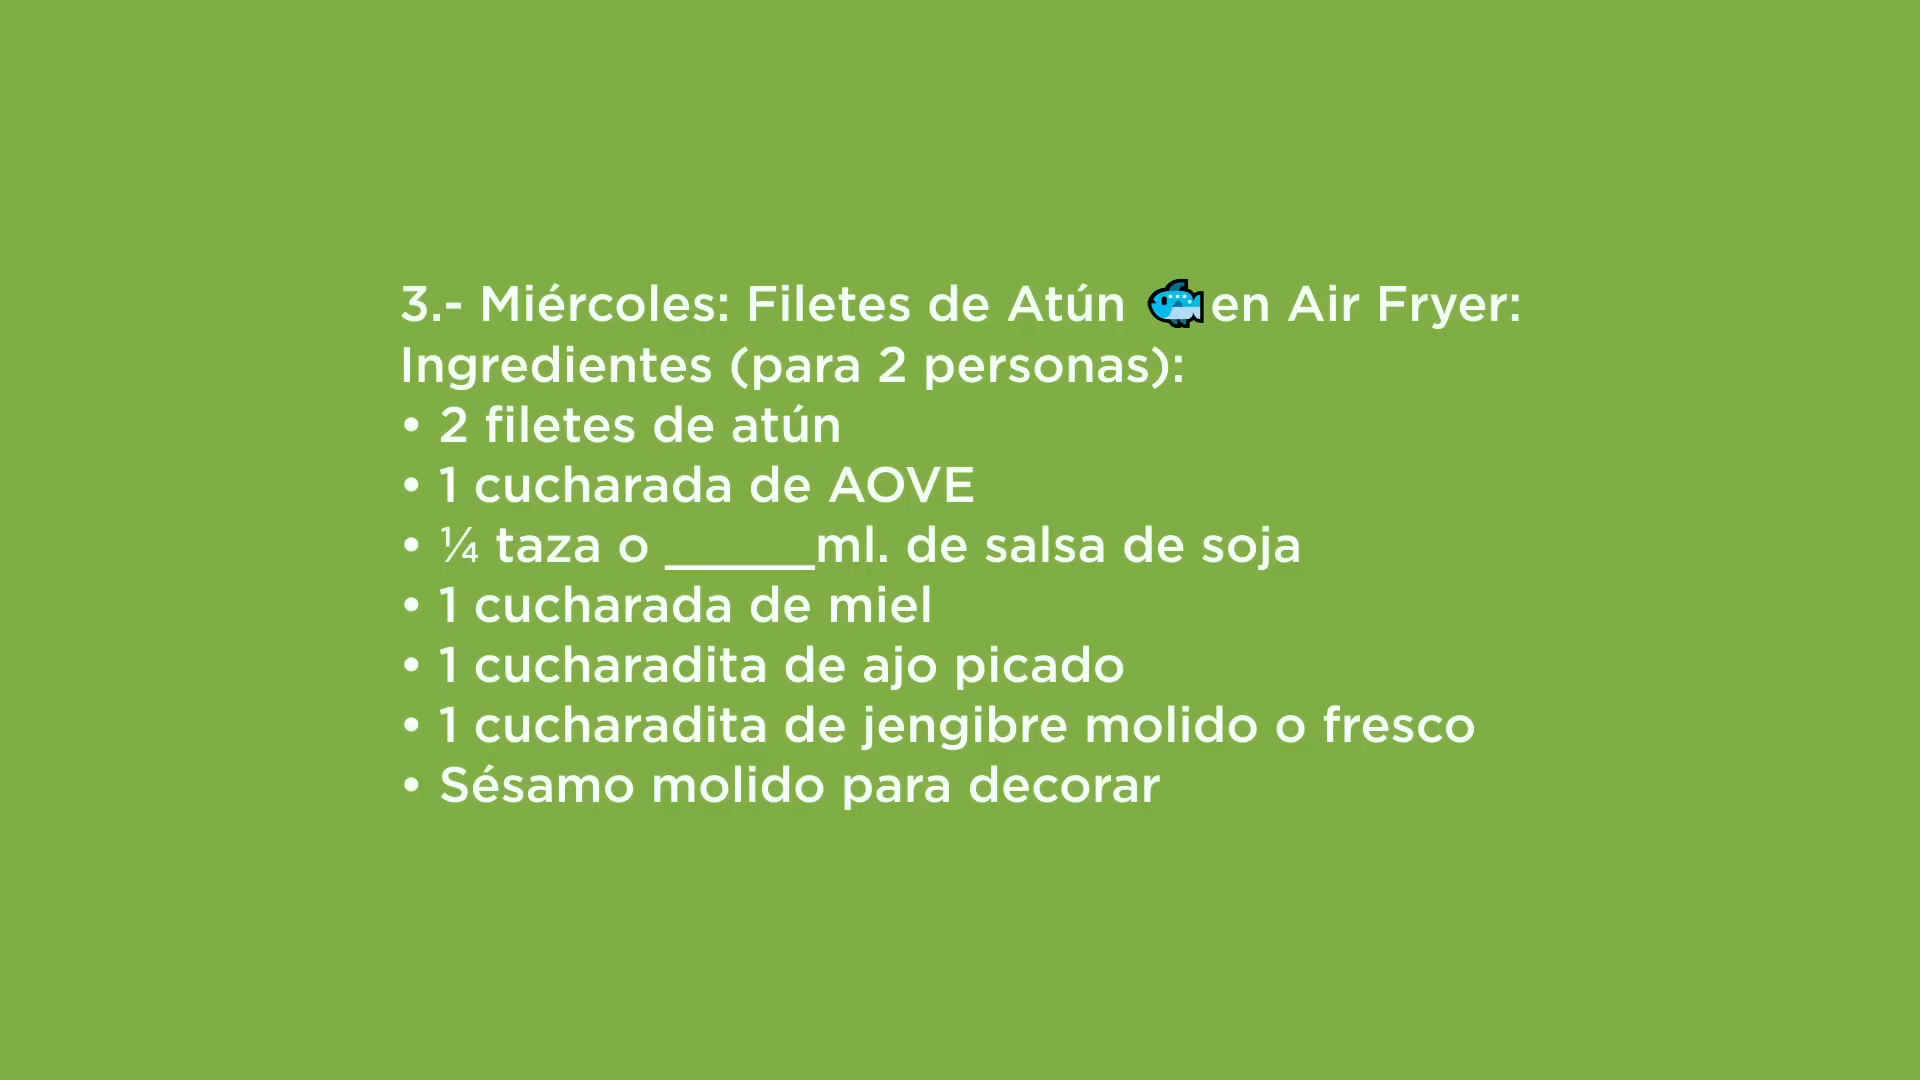 3.- Miércoles: Filetes de Atún 🐟en Air Fryer:
Ingredientes (para 2 personas):
• 2 filetes de atún
• 1 cucharada de AOVE
• ¼ taza o _____ml. de salsa de soja
• 1 cucharada de miel
• 1 cucharadita de ajo picado
• 1 cucharadita de jengibre molido o fresco
• Sésamo molido para decorar